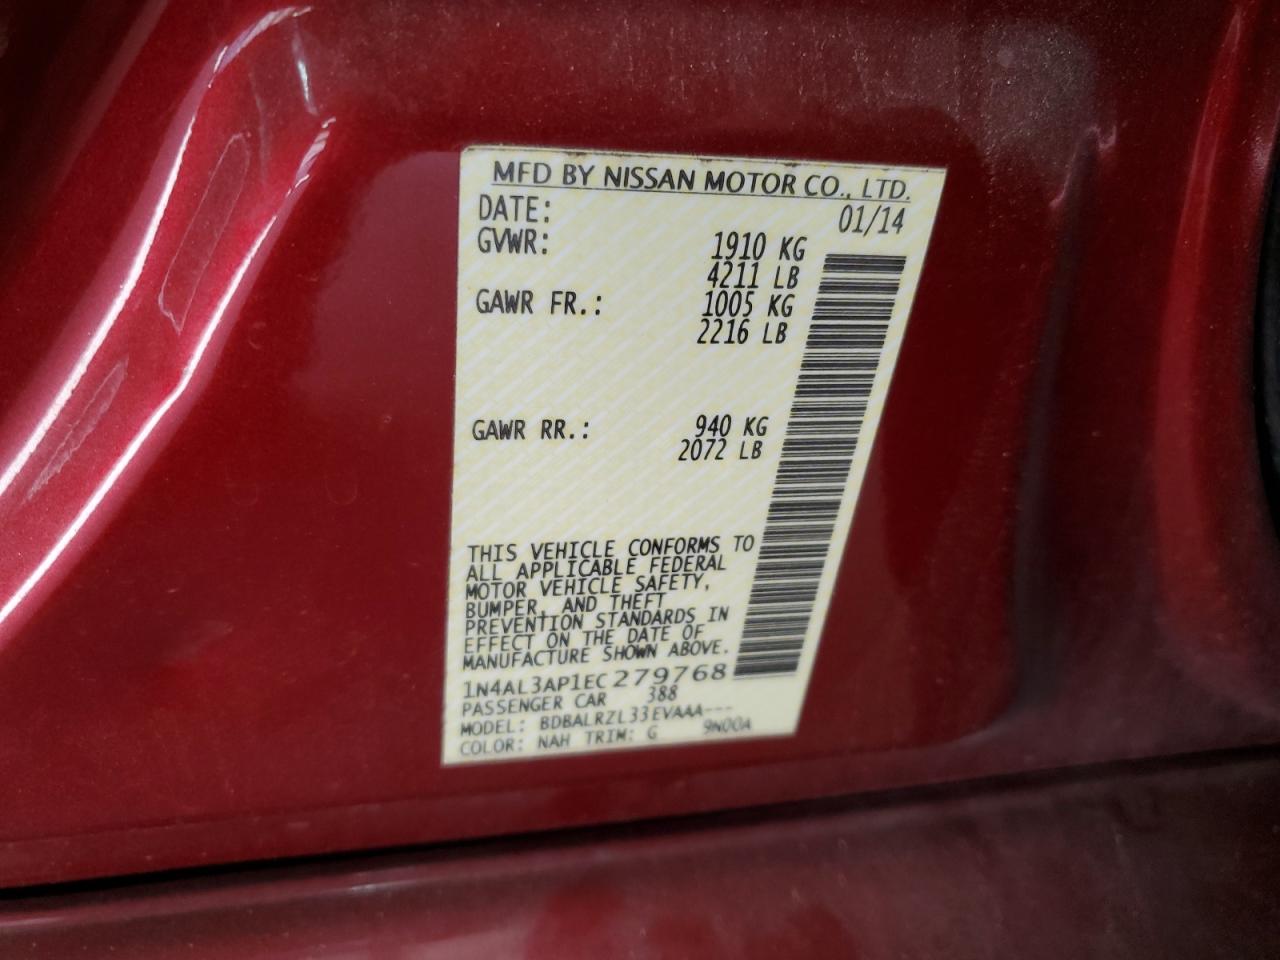 MFD BY NISSAN MOTOR CO., LTD.
DATE: 01/14
GVWR: 1910 KG
4211 LB
GAWR FR.: 1005 KG
2216 LB
GAWR RR.: 940 KG
2072 LB
THIS VEHICLE CONFORMS TO
ALL APPLICABLE FEDERAL
MOTOR VEHICLE SAFETY,
BUMPER, AND THEFT
PREVENTION STANDARDS IN
EFFECT ON THE DATE OF
MANUFACTURE SHOWN ABOVE.
1N4AL3AP1EC279768
PASSENGER CAR 388
MODEL: BDBALRZL33EVAAA---
COLOR: NAH TRIM: G 9N00A